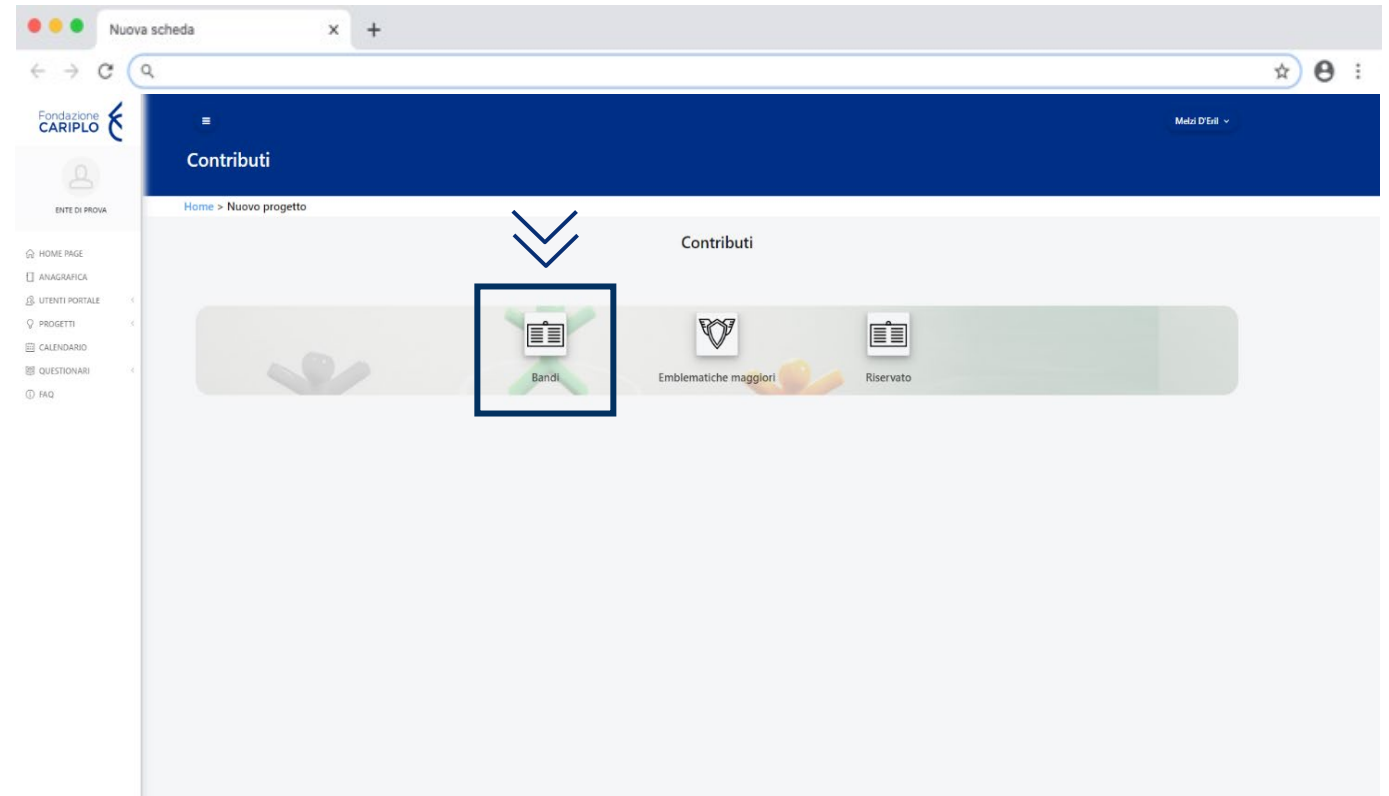 Nuova scheda
Fondazione
CARIPLO
Melzi D'Eril
Contributi
ENTE DI PROVA
Home > Nuovo progetto
HOME PAGE
ANAGRAFICA
UTENTI PORTALE
PROGETTI
CALENDARIO
QUESTIONARI
FAQ
Contributi
Bandi
Emblematiche maggiori
Riservato